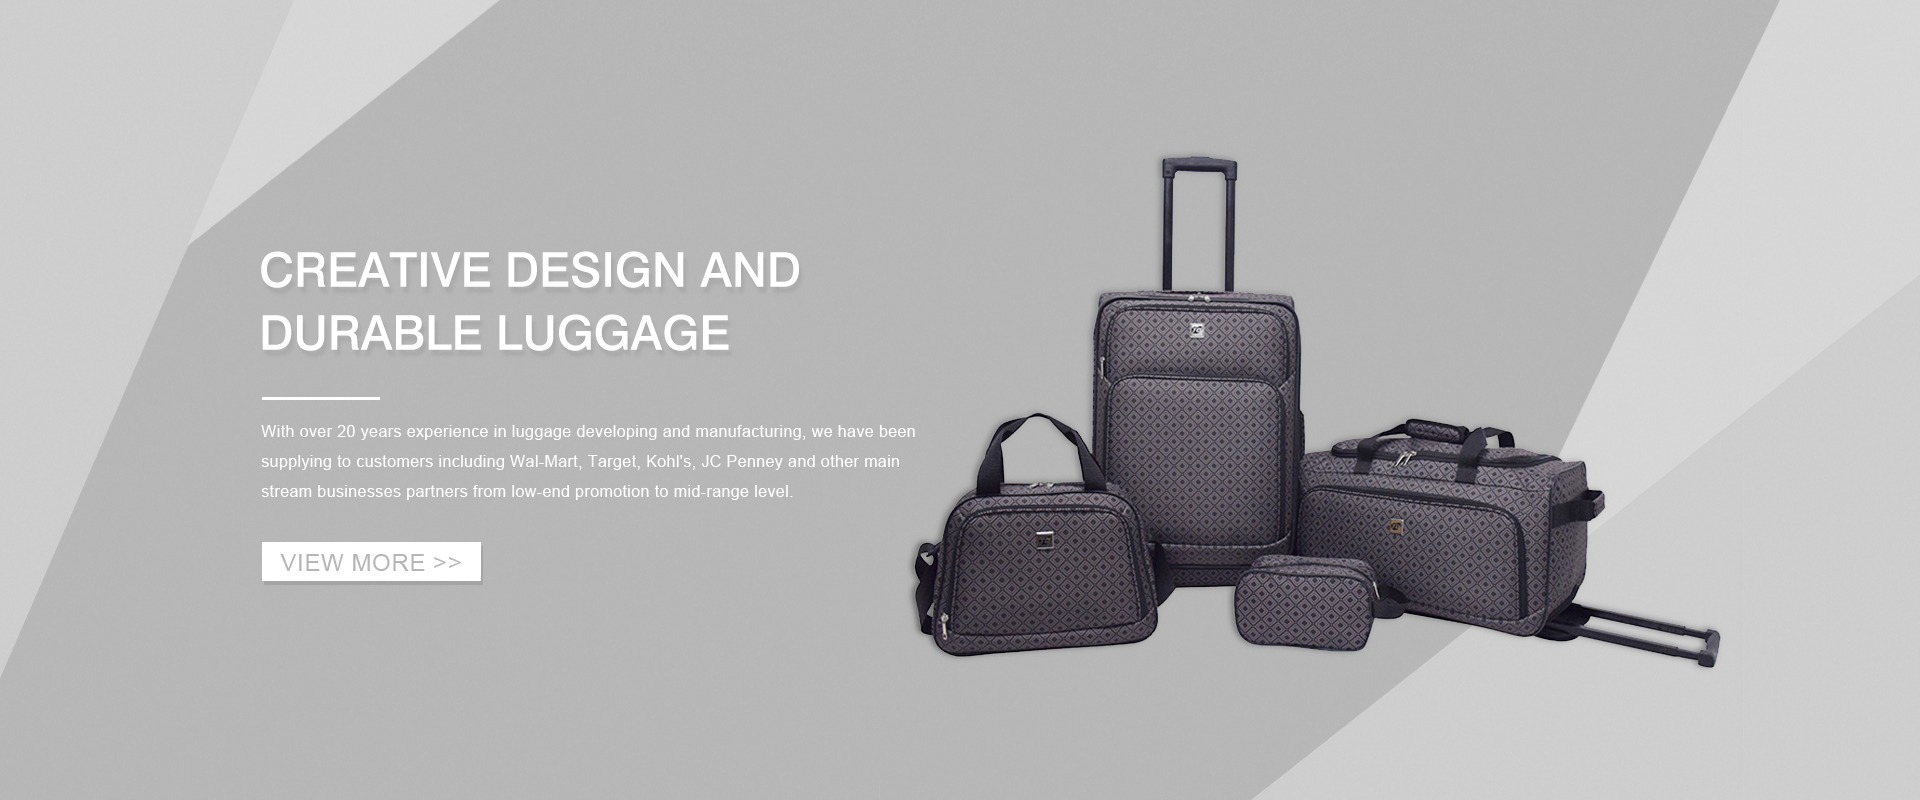 CREATIVE DESIGN AND
DURABLE LUGGAGE
With over 20 years experience in luggage developing and manufacturing, we have been
supplying to customers including Wal-Mart, Target, Kohl's, JC Penney and other main
stream businesses partners from low-end promotion to mid-range level.
VIEW MORE >>